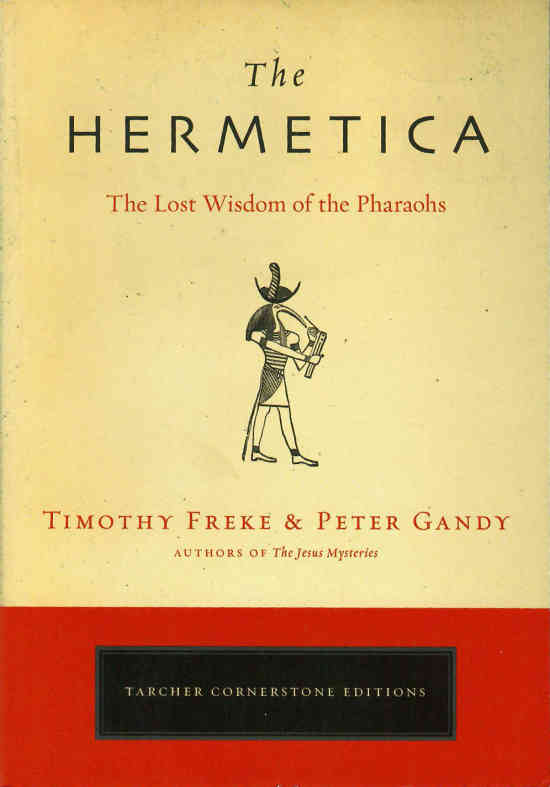 The
HERMETICA
The Lost Wisdom of the Pharaohs
TIMOTHY FREKE & PETER GANDY
AUTHORS OF The Jesus Mysteries
TARCHER CORNERSTONE EDITIONS